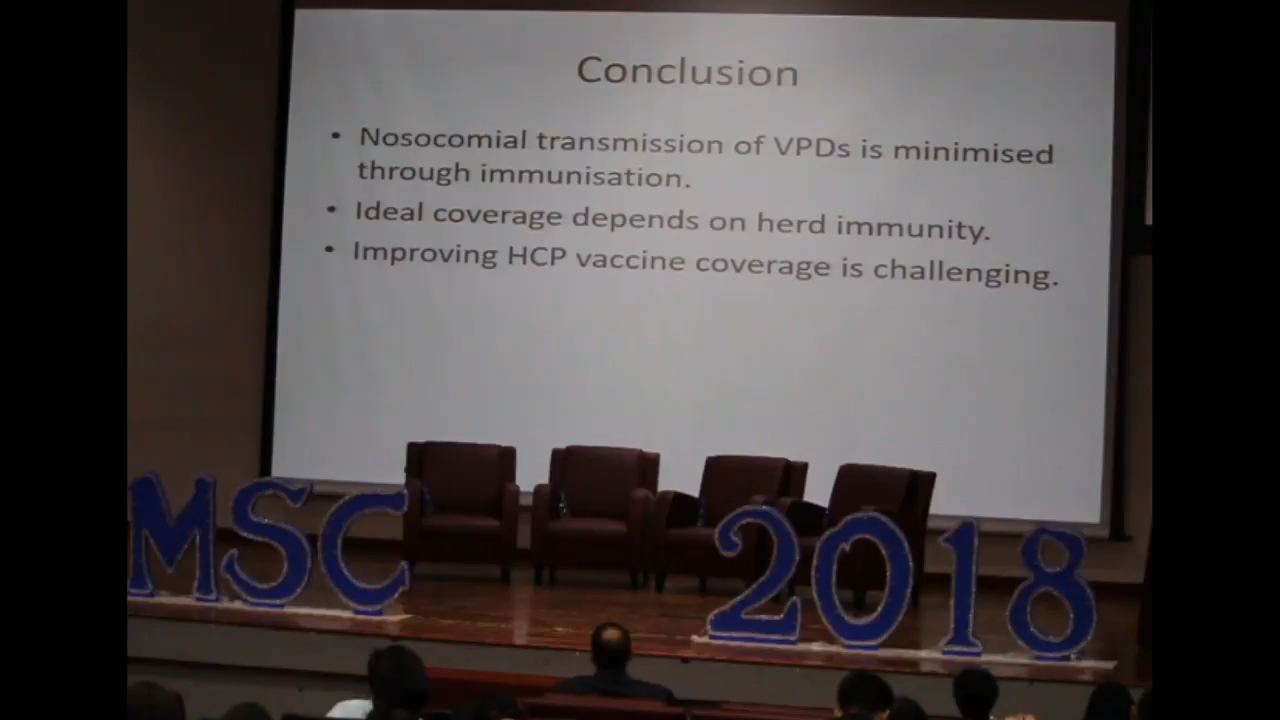 Conclusion
• Nosocomial transmission of VPDs is minimised
through immunisation.
• Ideal coverage depends on herd immunity.
• Improving HCP vaccine coverage is challenging.
MSC 2018